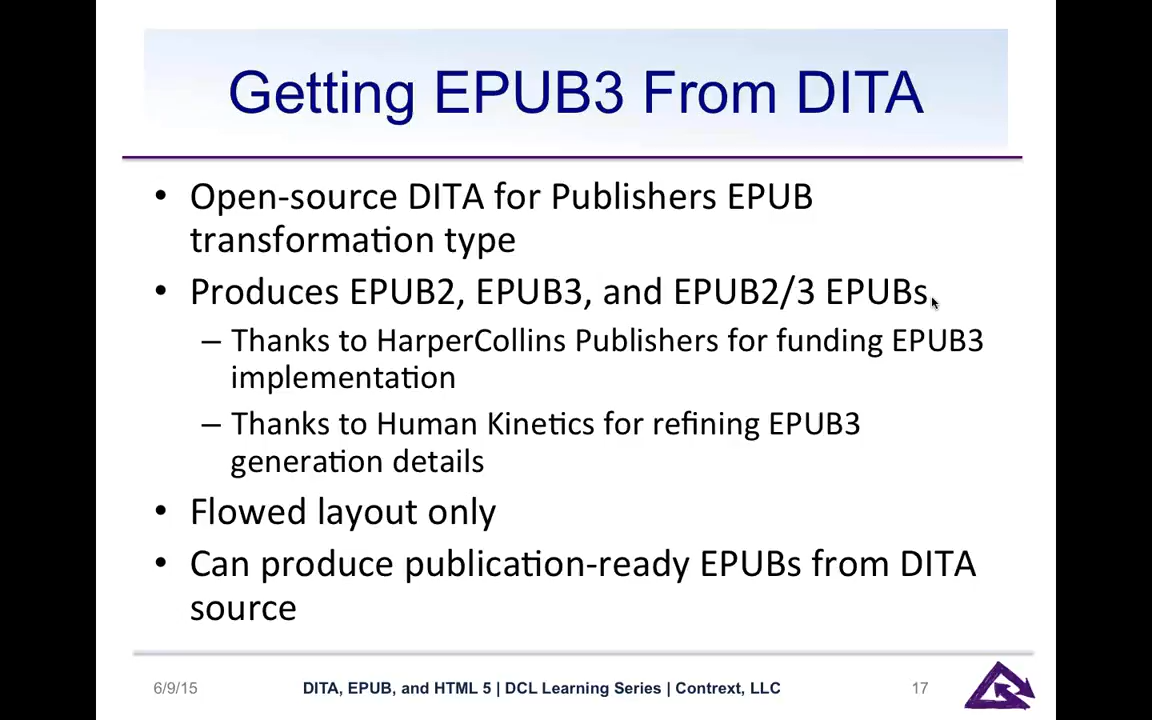 Getting EPUB3 From DITA
• Open-source DITA for Publishers EPUB
transformation type
• Produces EPUB2, EPUB3, and EPUB2/3 EPUBs
– Thanks to HarperCollins Publishers for funding EPUB3
implementation
– Thanks to Human Kinetics for refining EPUB3
generation details
• Flowed layout only
• Can produce publication-ready EPUBs from DITA
source
6/9/15 DITA, EPUB, and HTML 5 | DCL Learning Series | Contrext, LLC 17